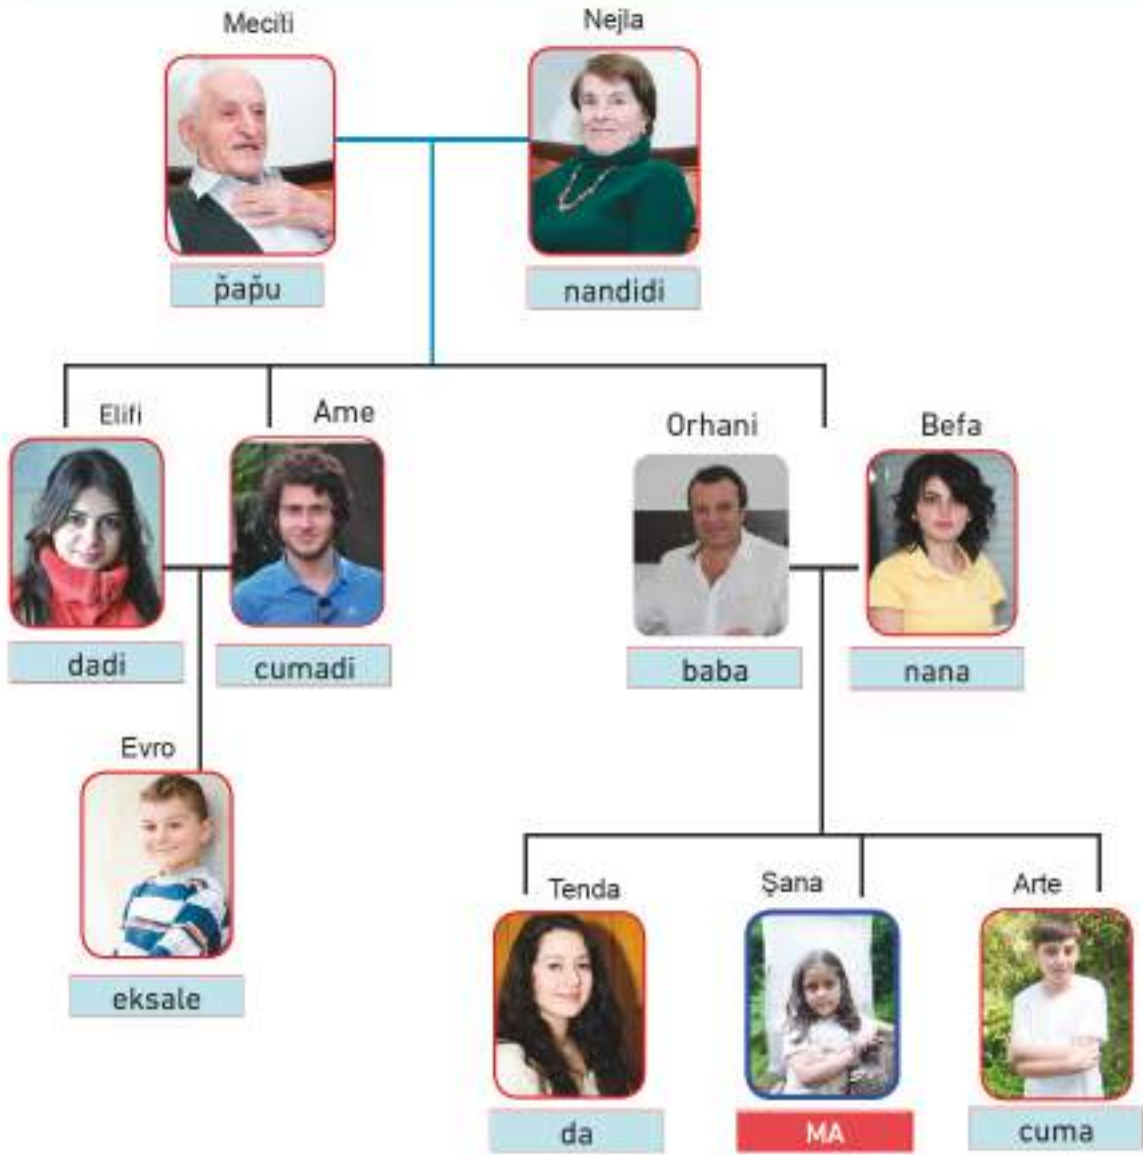 Meciti
Nejla
p̌ap̌u
nandidi
Elifi
Ame
Orhani
Befa
dadi
cumadi
baba
nana
Evro
eksale
Tenda
Şana
Arte
da
MA
cuma